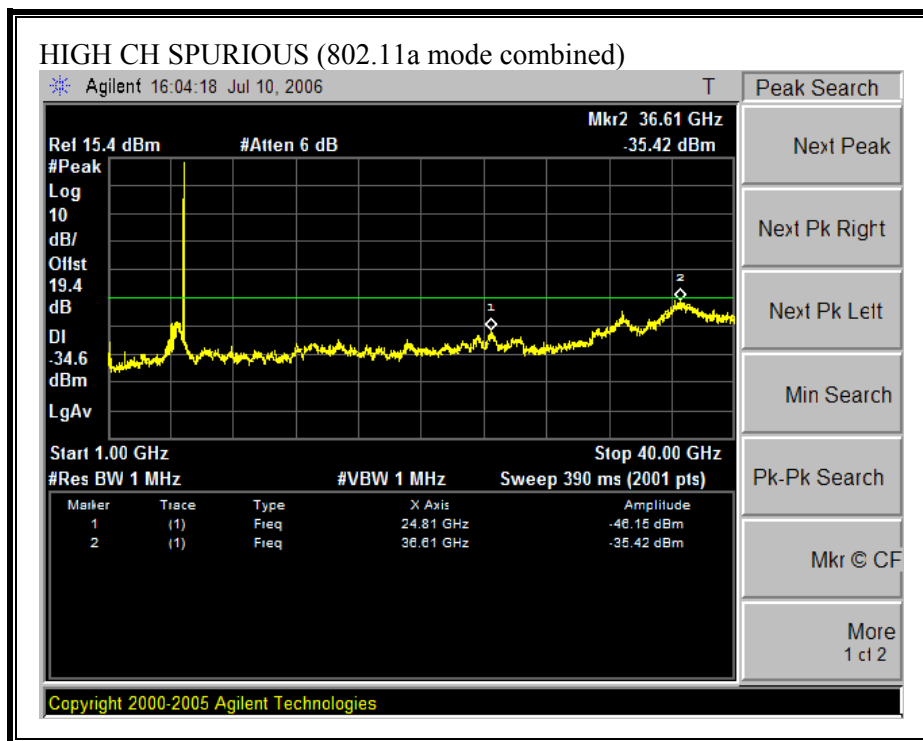 HIGH CH SPURIOUS (802.11a mode combined)
Agilent 16:04:18 Jul 10, 2006 T
Peak Search
Mkr2 36.61 GHz
Ref 15.4 dBm #Atten 6 dB -35.42 dBm
#Peak
Log
10
dB/
Offst
19.4
dB
DI
-34.6
dBm
LgAv
1
2
Start 1.00 GHz Stop 40.00 GHz
#Res BW 1 MHz #VBW 1 MHz Sweep 390 ms (2001 pts)
Marker Trace Type X Axis Amplitude
1 (1) Freq 24.81 GHz -46.15 dBm
2 (1) Freq 36.61 GHz -35.42 dBm
Next Peak
Next Pk Right
Next Pk Left
Min Search
Pk-Pk Search
Mkr © CF
More
1 of 2
Copyright 2000-2005 Agilent Technologies